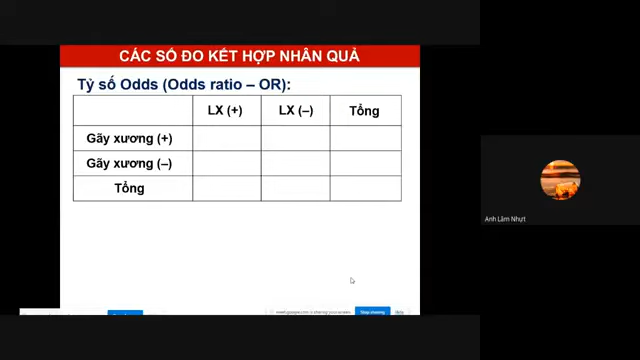 CÁC SỐ ĐO KẾT HỢP NHÂN QUẢ
Tỷ số Odds (Odds ratio – OR):
LX (+) LX (–) Tổng
Gãy xương (+)
Gãy xương (–)
Tổng
Anh Lâm Nhựt
Stop sharing
Hide